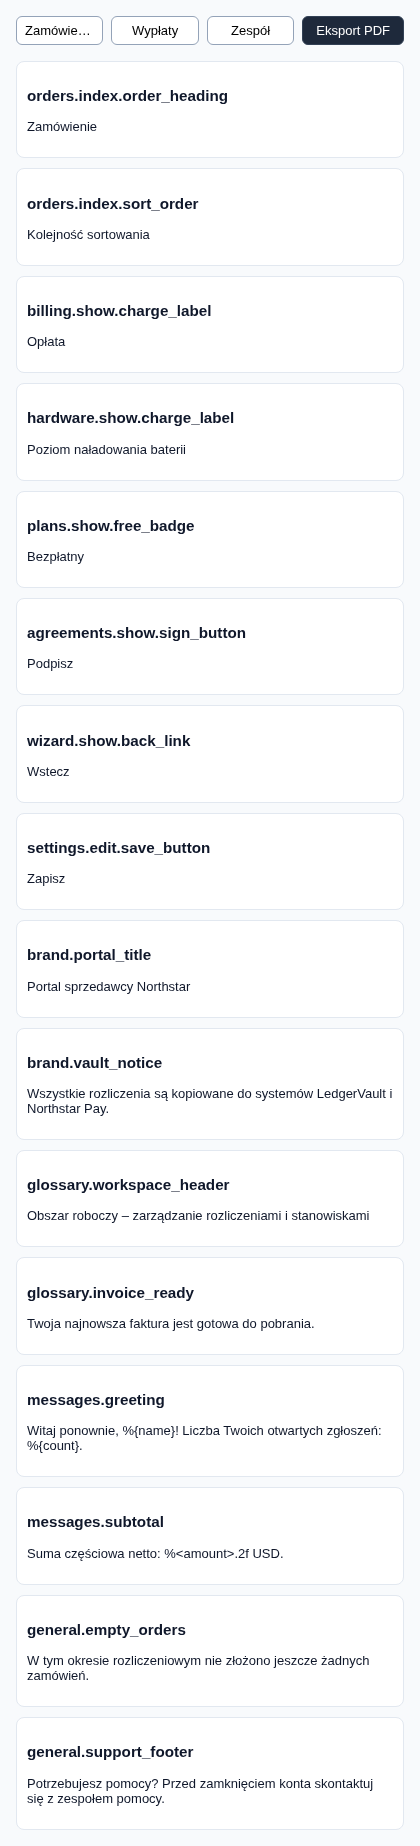 Zamówie…
Wypłaty
Zespół
Eksport PDF
orders.index.order_heading
Zamówienie
orders.index.sort_order
Kolejność sortowania
billing.show.charge_label
Opłata
hardware.show.charge_label
Poziom naładowania baterii
plans.show.free_badge
Bezpłatny
agreements.show.sign_button
Podpisz
wizard.show.back_link
Wstecz
settings.edit.save_button
Zapisz
brand.portal_title
Portal sprzedawcy Northstar
brand.vault_notice
Wszystkie rozliczenia są kopiowane do systemów LedgerVault i
Northstar Pay.
glossary.workspace_header
Obszar roboczy – zarządzanie rozliczeniami i stanowiskami
glossary.invoice_ready
Twoja najnowsza faktura jest gotowa do pobrania.
messages.greeting
Witaj ponownie, %{name}! Liczba Twoich otwartych zgłoszeń:
%{count}.
messages.subtotal
Suma częściowa netto: %<amount>.2f USD.
general.empty_orders
W tym okresie rozliczeniowym nie złożono jeszcze żadnych
zamówień.
general.support_footer
Potrzebujesz pomocy? Przed zamknięciem konta skontaktuj
się z zespołem pomocy.